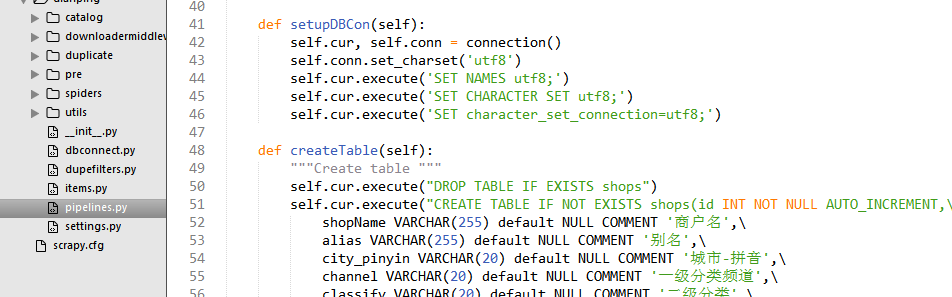 catalog
downloadermiddlew
duplicate
pre
spiders
utils
__init__.py
dbconnect.py
dupefilters.py
items.py
pipelines.py
settings.py
scrapy.cfg
40
41 def setupDBCon(self):
42 self.cur, self.conn = connection()
43 self.conn.set_charset('utf8')
44 self.cur.execute('SET NAMES utf8;')
45 self.cur.execute('SET CHARACTER SET utf8;')
46 self.cur.execute('SET character_set_connection=utf8;')
47
48 def createTable(self):
49 """Create table """
50 self.cur.execute("DROP TABLE IF EXISTS shops")
51 self.cur.execute("CREATE TABLE IF NOT EXISTS shops(id INT NOT NULL AUTO_INCREMENT,\
52 shopName VARCHAR(255) default NULL COMMENT '商户名',\
53 alias VARCHAR(255) default NULL COMMENT '别名',\
54 city_pinyin VARCHAR(20) default NULL COMMENT '城市-拼音',\
55 channel VARCHAR(20) default NULL COMMENT '一级分类频道',\
56 classify VARCHAR(20) default NULL COMMENT '二级分类',\